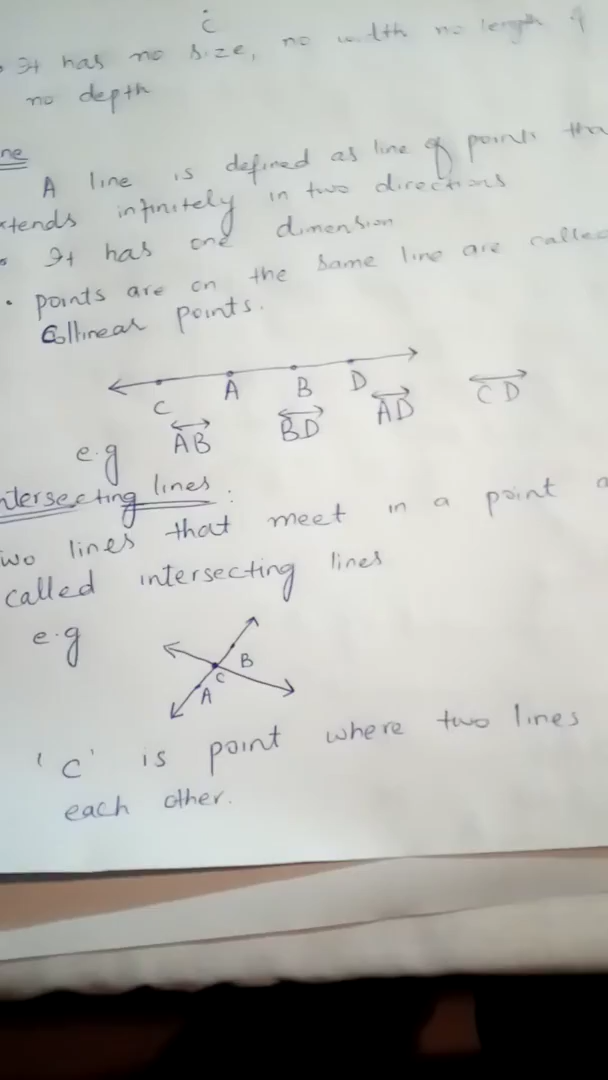 c
It has no size, no width no length
no depth
ne
A line is defined as line of points tha
xtends infinitely in two directions
It has one dimension
• points are on the same line are called
Collinear points.
C A B D
e.g AB BD AD CD
ntersecting lines:
wo lines that meet in a point a
called intersecting lines
e.g
B
C
A
'C' is point where two lines
each other.